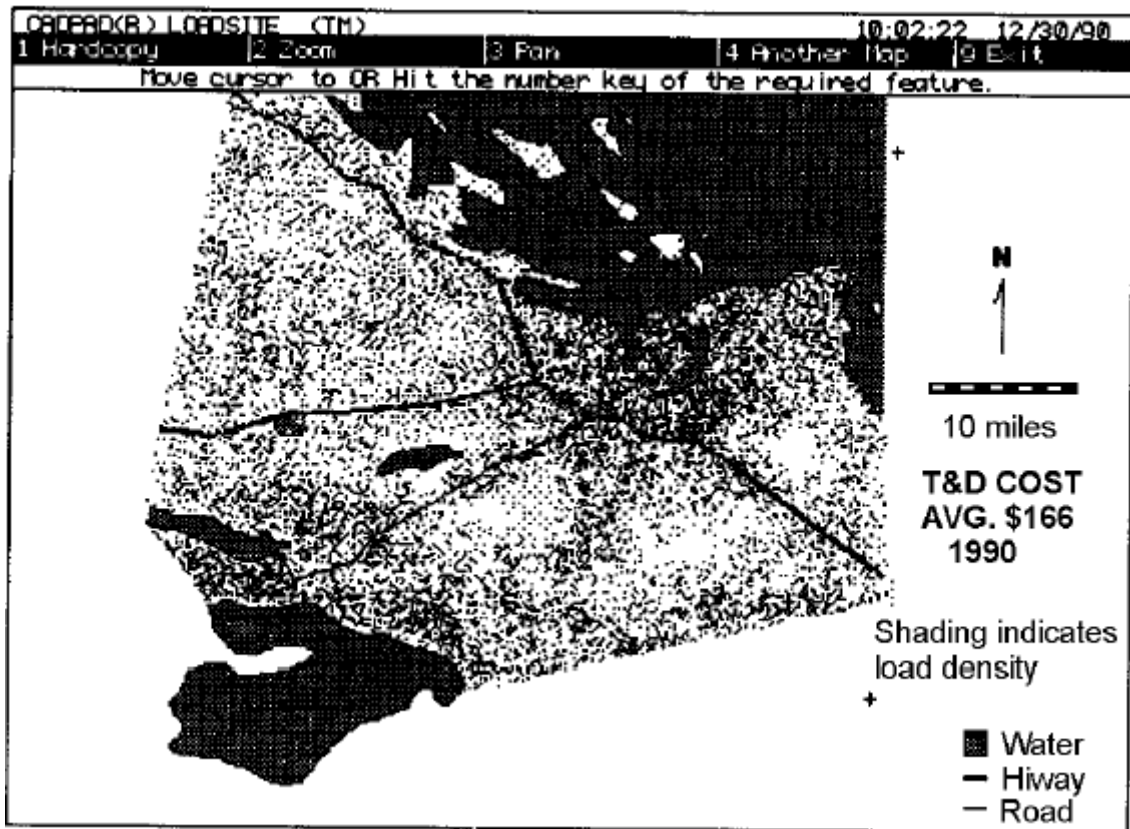 CADPAD(R) LOADSITE (TM) 10:02:22 12/30/90
1 Hardcopy 2 Zoom 3 Pan 4 Another Map 9 Exit
Move cursor to OR Hit the number key of the required feature.
N
10 miles
T&D COST
AVG. $166
1990
Shading indicates
load density
Water
Hiway
Road